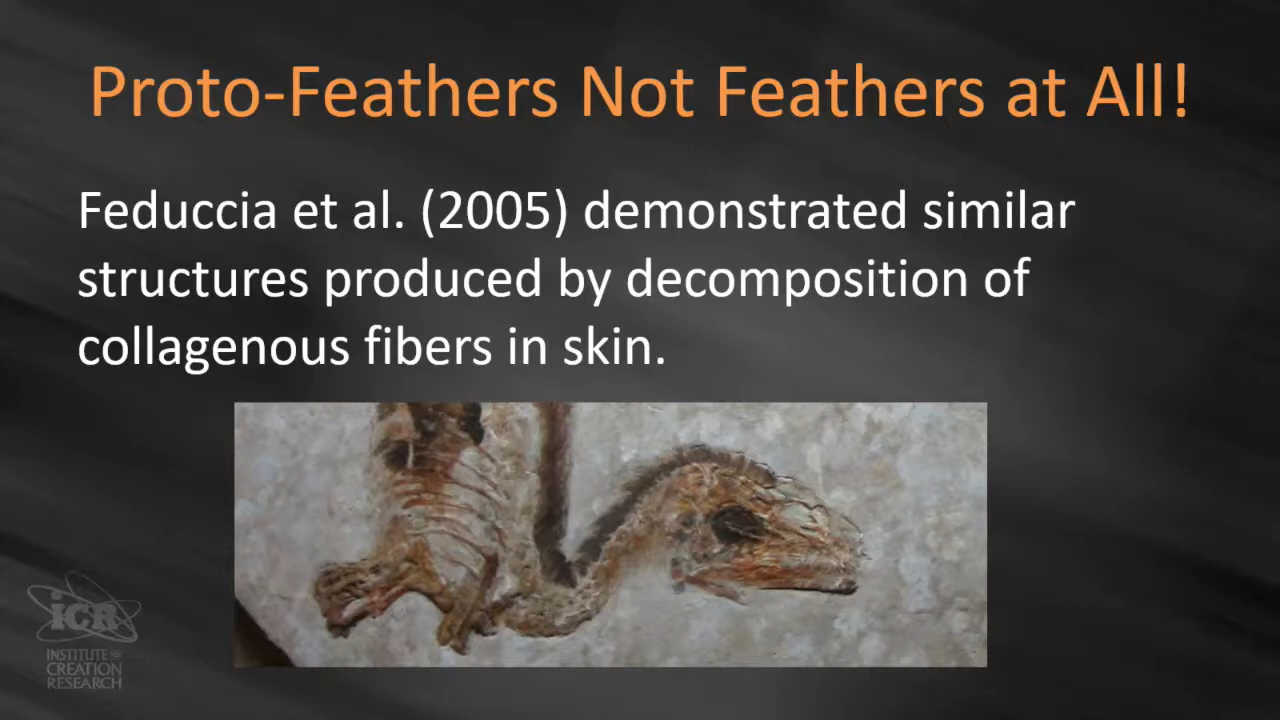 Proto-Feathers Not Feathers at All!
Feduccia et al. (2005) demonstrated similar
structures produced by decomposition of
collagenous fibers in skin.
iCR
INSTITUTE for
CREATION
RESEARCH